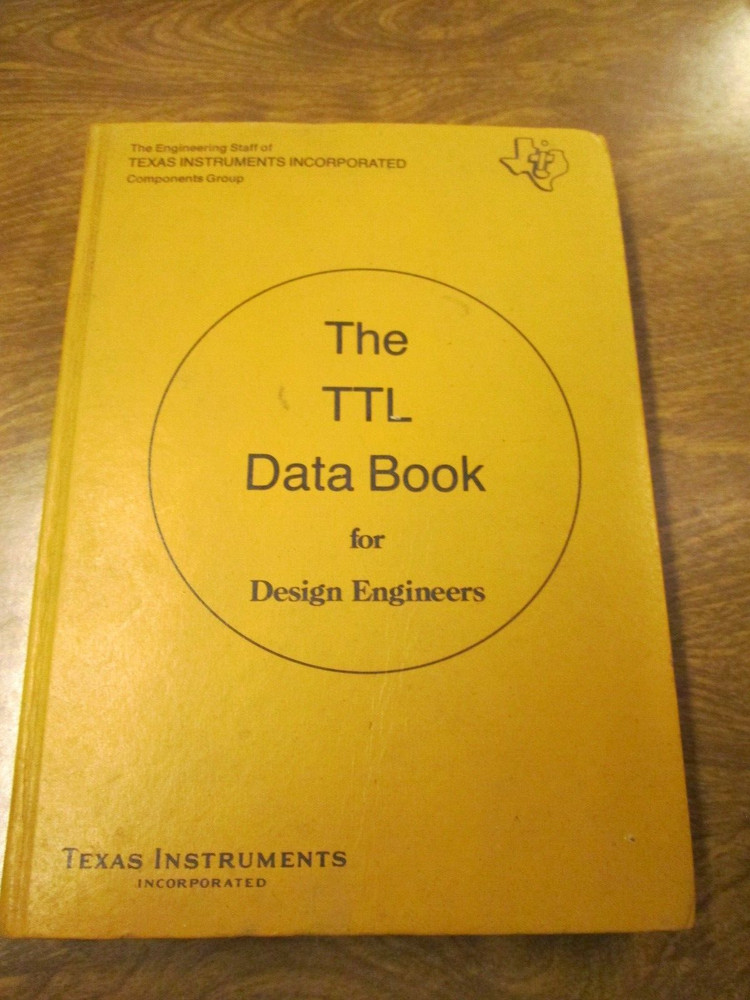 The Engineering Staff of
TEXAS INSTRUMENTS INCORPORATED
Components Group
The
TTL
Data Book
for
Design Engineers
TEXAS INSTRUMENTS
INCORPORATED